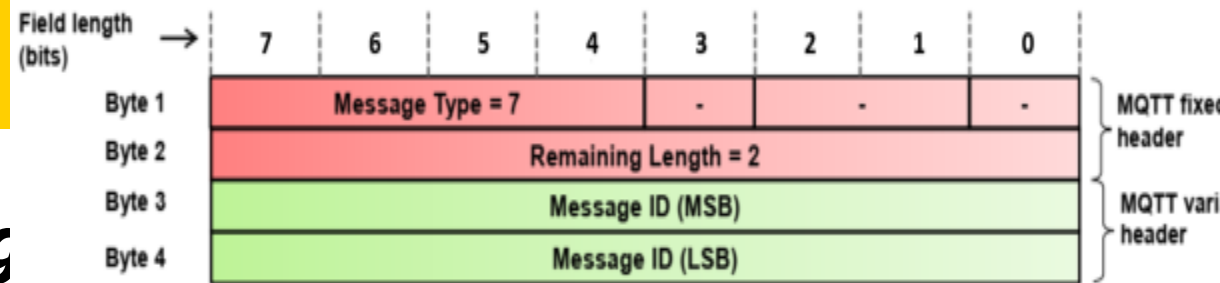 Field length
(bits)
7 6 5 4 3 2 1 0
Byte 1 Message Type = 7 - - - MQTT fixed
header
Byte 2 Remaining Length = 2
Byte 3 Message ID (MSB) MQTT vari
header
Byte 4 Message ID (LSB)